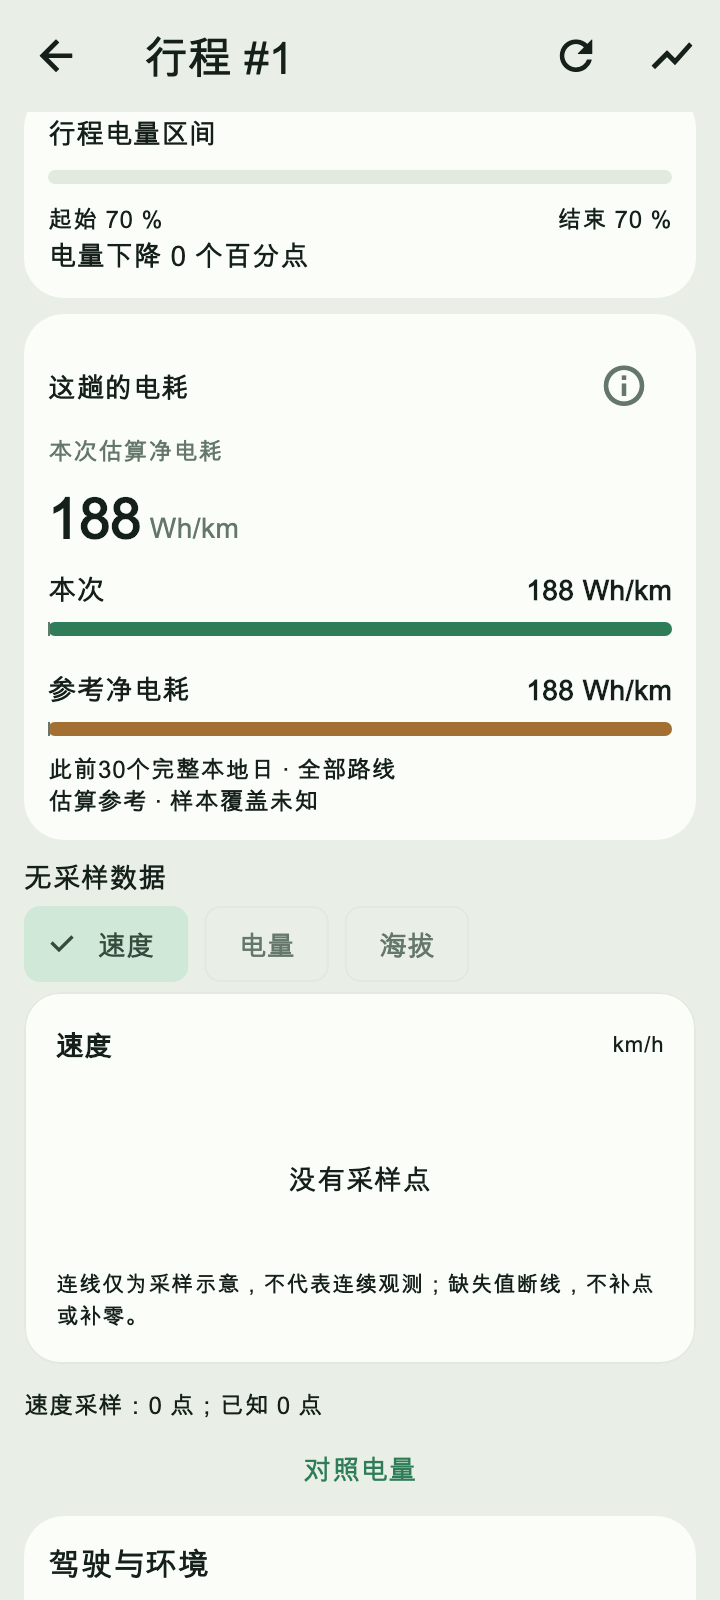 行程 #1
行程电量区间
起始 70 %
结束 70 %
电量下降 0 个百分点
这趟的电耗
本次估算净电耗
188 Wh/km
本次
188 Wh/km
参考净电耗
188 Wh/km
此前30个完整本地日 · 全部路线
估算参考 · 样本覆盖未知
无采样数据
速度
电量
海拔
速度
km/h
没有采样点
连线仅为采样示意，不代表连续观测；缺失值断线，不补点
或补零。
速度采样：0 点；已知 0 点
对照电量
驾驶与环境